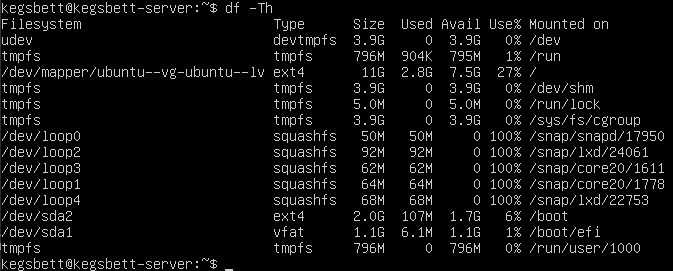 kegsbett@kegsbett-server:~$ df -Th
Filesystem                        Type      Size  Used Avail Use% Mounted on
udev                              devtmpfs  3.9G     0  3.9G   0% /dev
tmpfs                             tmpfs     796M  904K  795M   1% /run
/dev/mapper/ubuntu--vg-ubuntu--lv ext4       11G  2.8G  7.5G  27% /
tmpfs                             tmpfs     3.9G     0  3.9G   0% /dev/shm
tmpfs                             tmpfs     5.0M     0  5.0M   0% /run/lock
tmpfs                             tmpfs     3.9G     0  3.9G   0% /sys/fs/cgroup
/dev/loop0                        squashfs   50M   50M     0 100% /snap/snapd/17950
/dev/loop2                        squashfs   92M   92M     0 100% /snap/lxd/24061
/dev/loop3                        squashfs   62M   62M     0 100% /snap/core20/1611
/dev/loop1                        squashfs   64M   64M     0 100% /snap/core20/1778
/dev/loop4                        squashfs   68M   68M     0 100% /snap/lxd/22753
/dev/sda2                         ext4      2.0G  107M  1.7G   6% /boot
/dev/sda1                         vfat      1.1G  6.1M  1.1G   1% /boot/efi
tmpfs                             tmpfs     796M     0  796M   0% /run/user/1000
kegsbett@kegsbett-server:~$ _